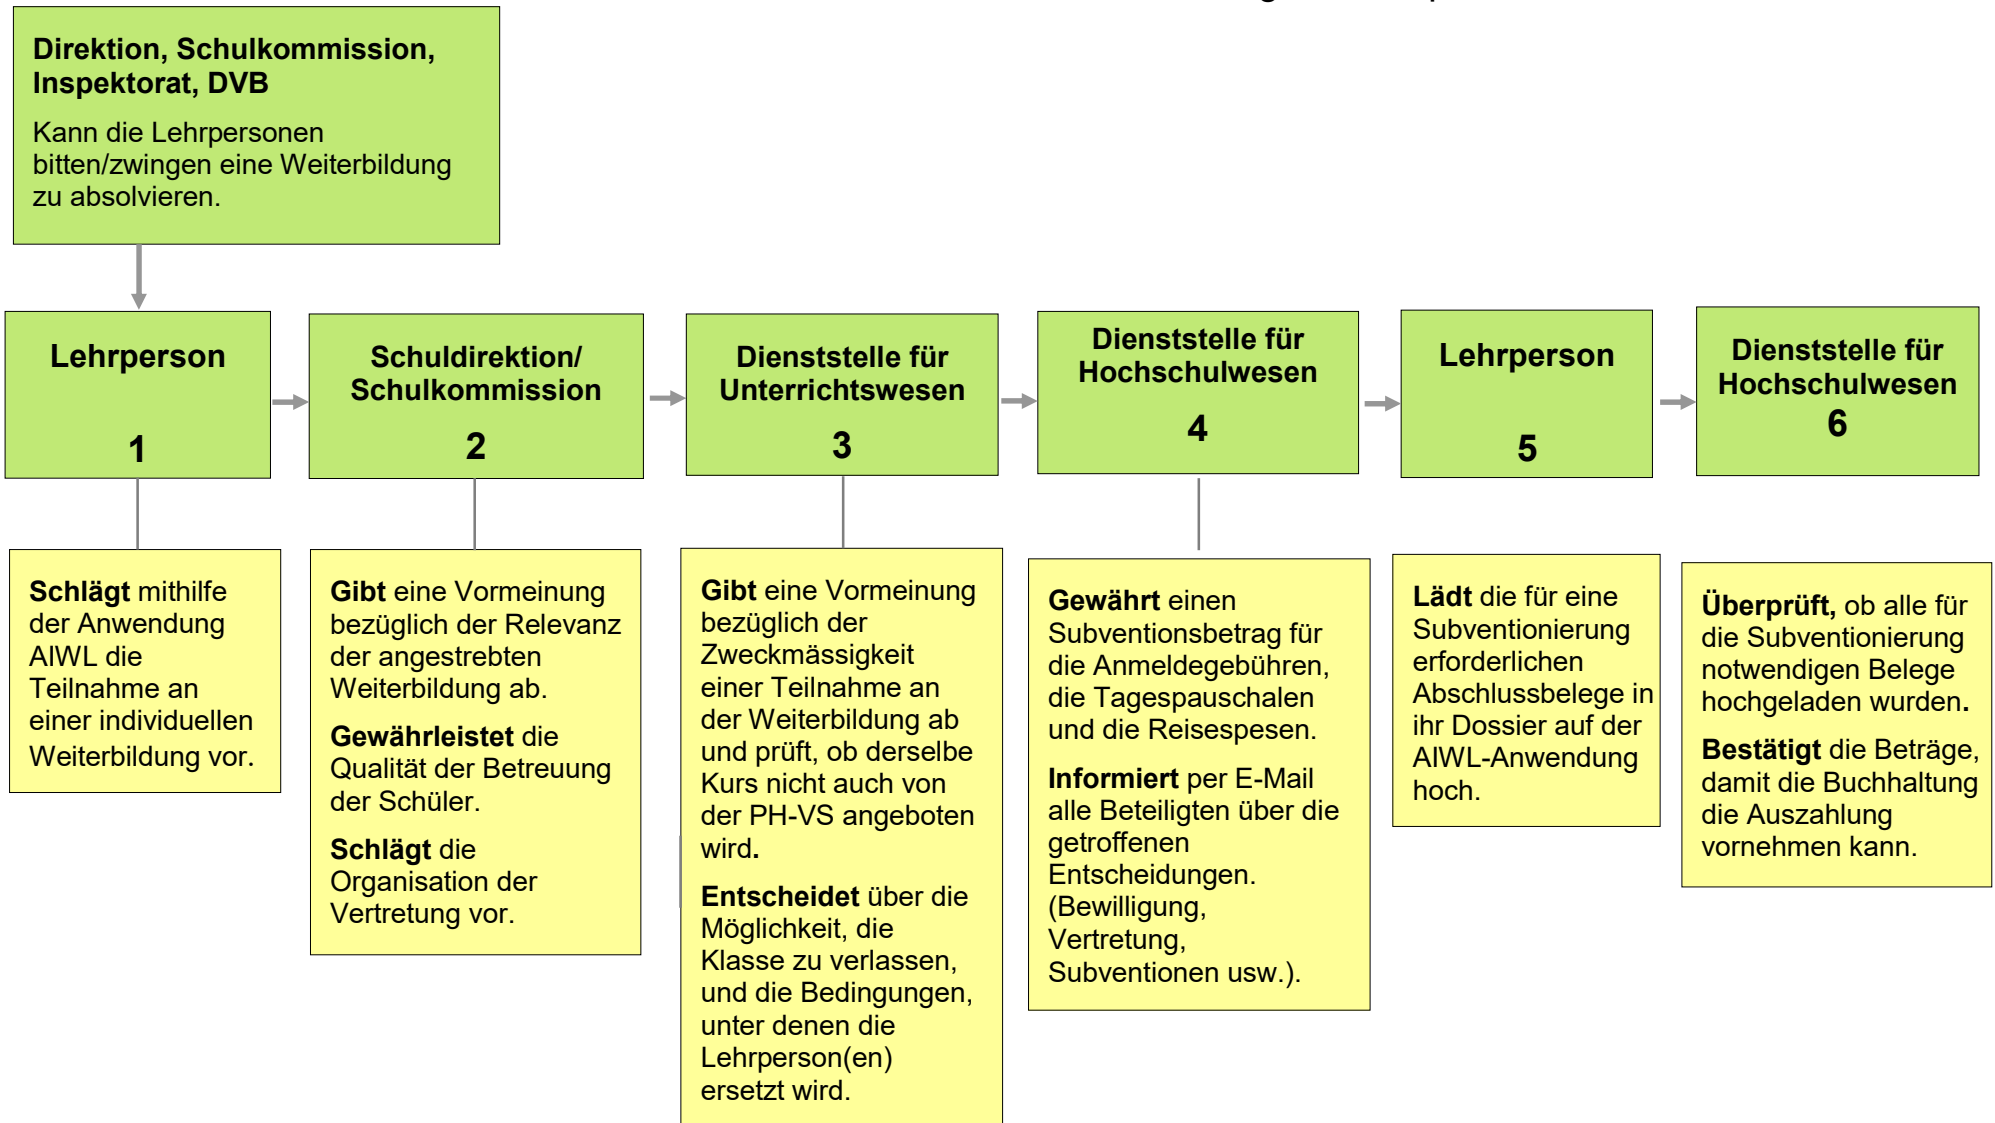 Direktion, Schulkommission,
Inspektorat, DVB
Kann die Lehrpersonen
bitten/zwingen eine Weiterbildung
zu absolvieren.
Lehrperson
1
Schuldirektion/
Schulkommission
2
Dienststelle für
Unterrichtswesen
3
Dienststelle für
Hochschulwesen
4
Lehrperson
5
Dienststelle für
Hochschulwesen
6
Schlägt mithilfe
der Anwendung
AIWL die
Teilnahme an
einer individuellen
Weiterbildung vor.
Gibt eine Vormeinung
bezüglich der Relevanz
der angestrebten
Weiterbildung ab.
Gewährleistet die
Qualität der Betreuung
der Schüler.
Schlägt die
Organisation der
Vertretung vor.
Gibt eine Vormeinung
bezüglich der
Zweckmässigkeit
einer Teilnahme an
der Weiterbildung ab
und prüft, ob derselbe
Kurs nicht auch von
der PH-VS angeboten
wird.
Entscheidet über die
Möglichkeit, die
Klasse zu verlassen,
und die Bedingungen,
unter denen die
Lehrperson(en)
ersetzt wird.
Gewährt einen
Subventionsbetrag für
die Anmeldegebühren,
die Tagespauschalen
und die Reisespesen.
Informiert per E-Mail
alle Beteiligten über die
getroffenen
Entscheidungen.
(Bewilligung,
Vertretung,
Subventionen usw.).
Lädt die für eine
Subventionierung
erforderlichen
Abschlussbelege in
ihr Dossier auf der
AIWL-Anwendung
hoch.
Überprüft, ob alle für
die Subventionierung
notwendigen Belege
hochgeladen wurden.
Bestätigt die Beträge,
damit die Buchhaltung
die Auszahlung
vornehmen kann.